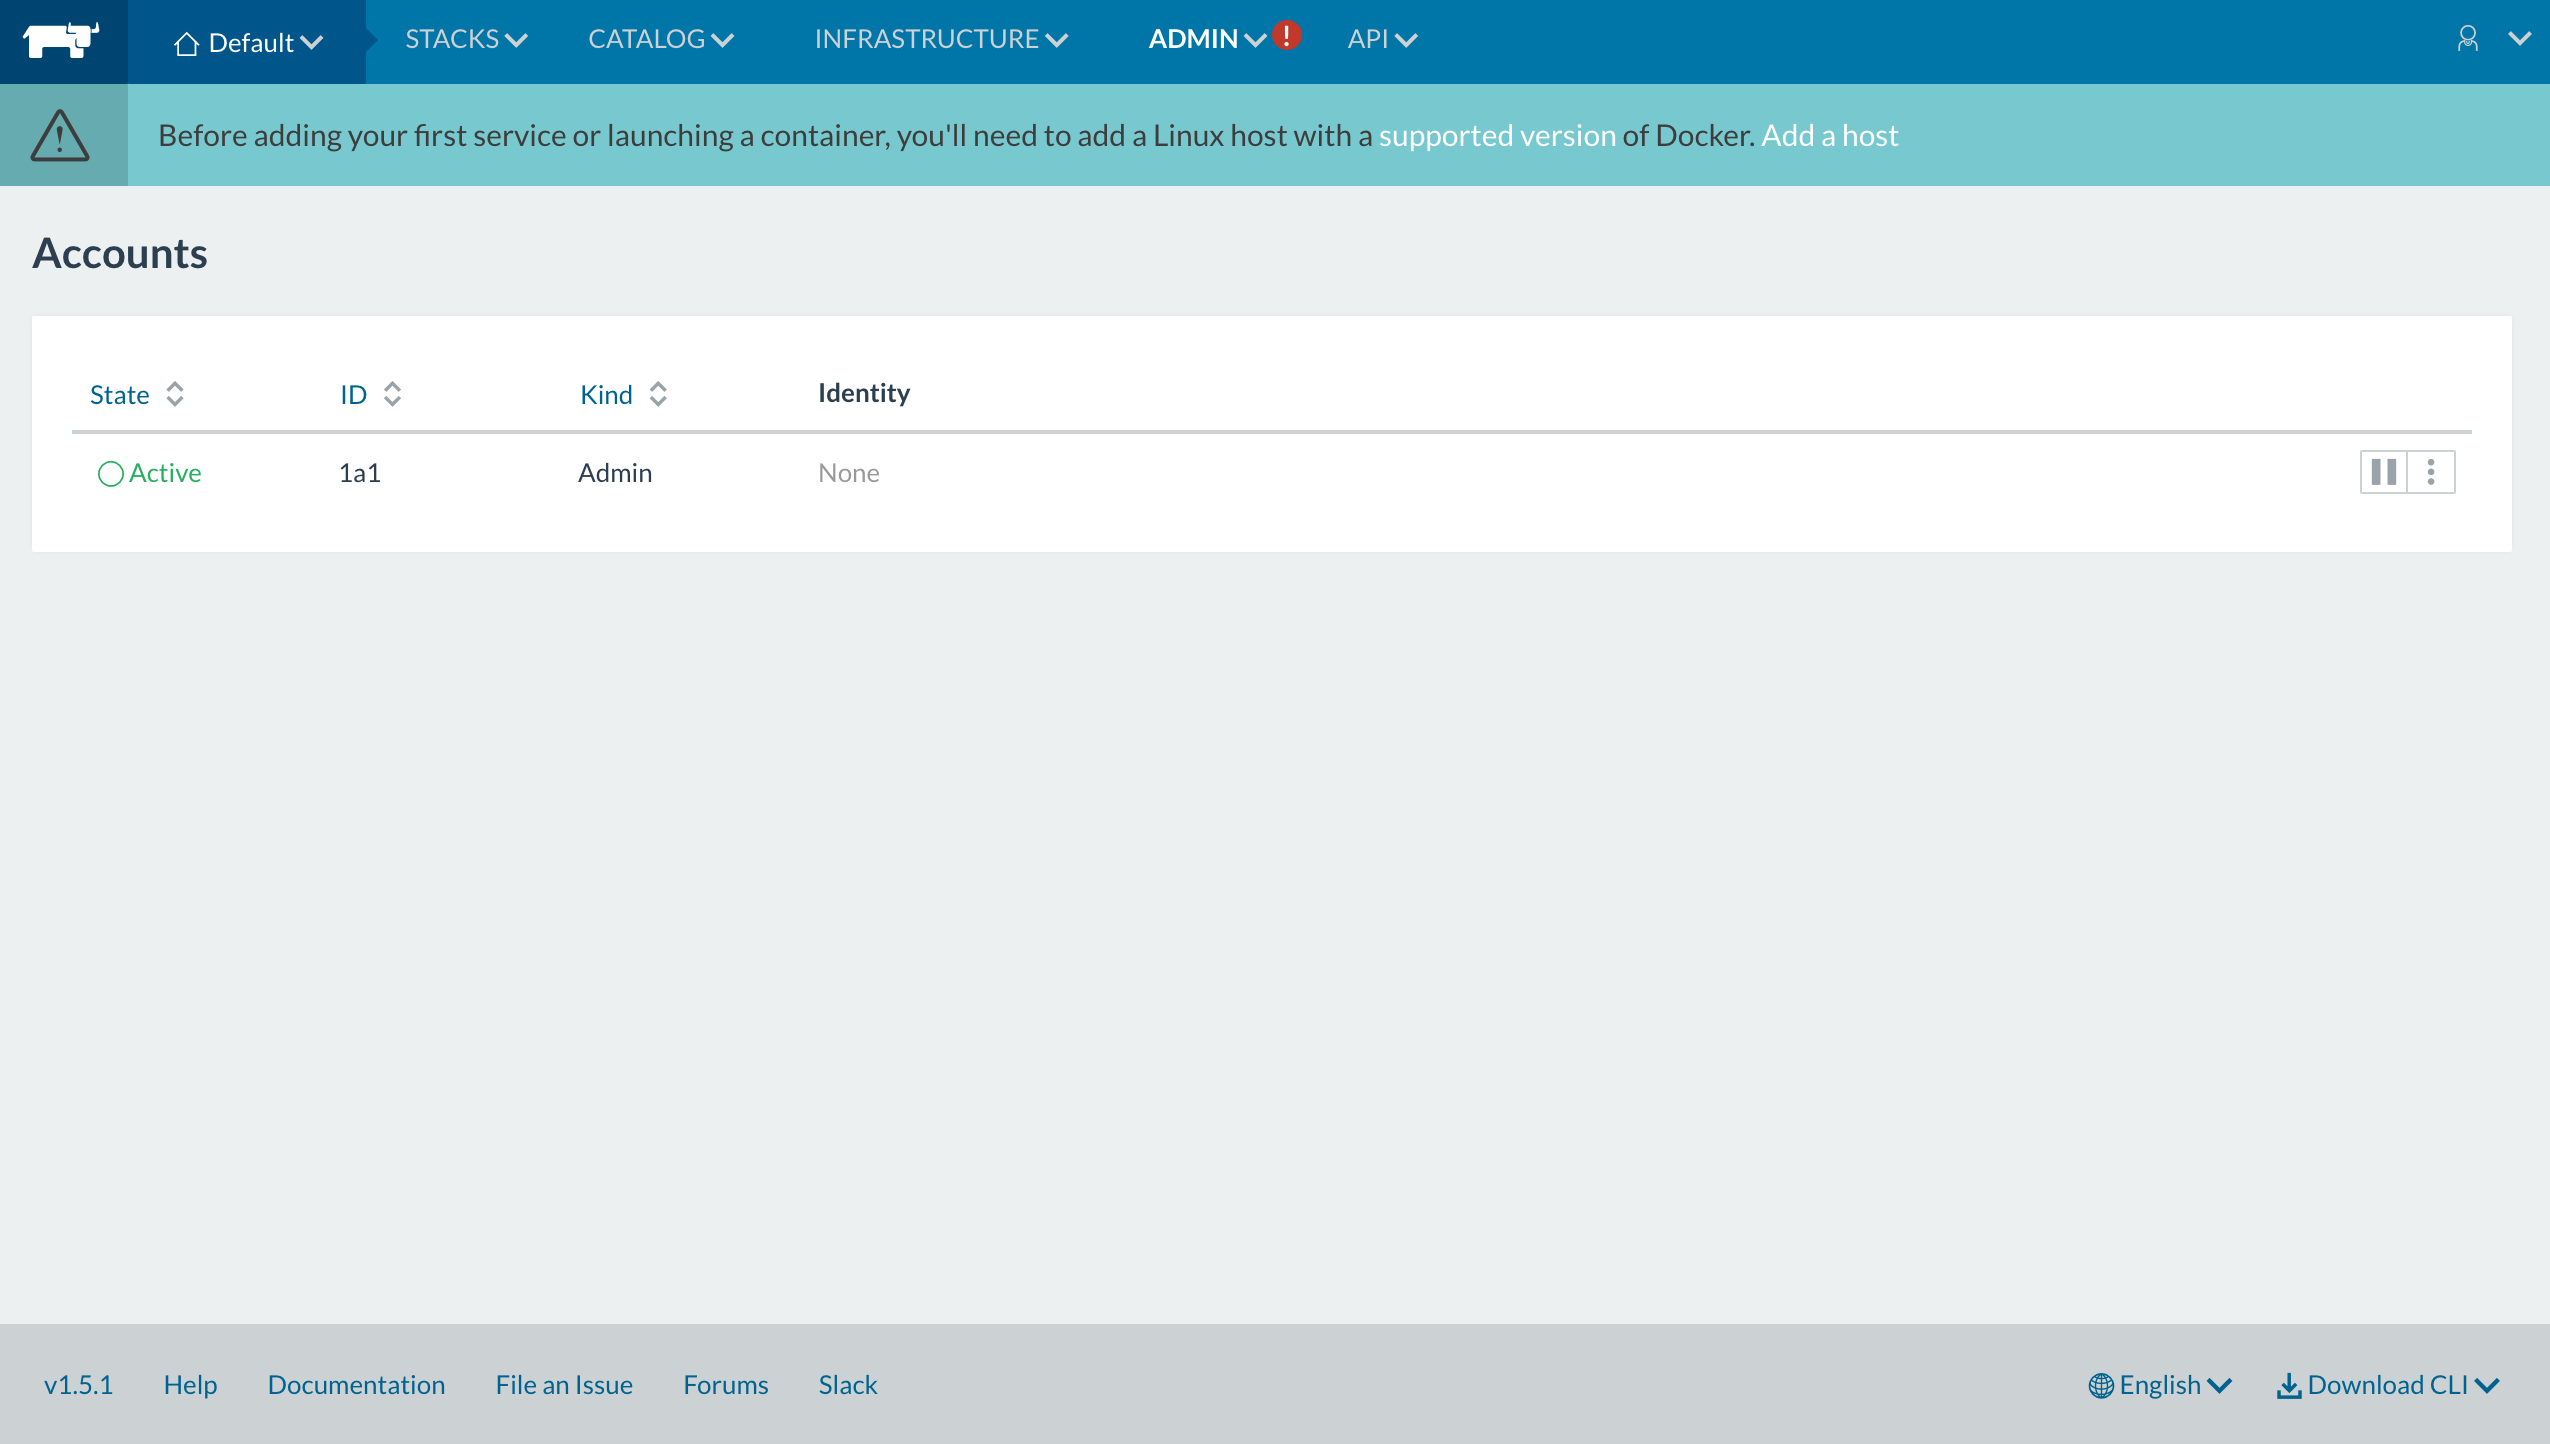 Default STACKS CATALOG INFRASTRUCTURE ADMIN ! API
Before adding your first service or launching a container, you'll need to add a Linux host with a supported version of Docker. Add a host
Accounts
State ID Kind Identity
Active 1a1 Admin None
v1.5.1 Help Documentation File an Issue Forums Slack English Download CLI